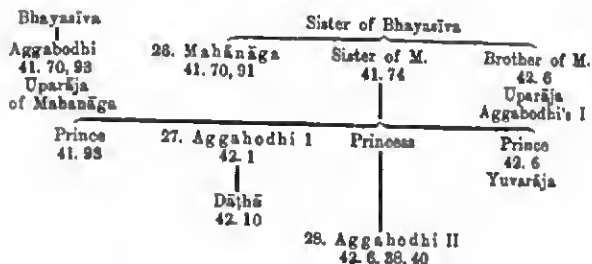 Bhayasīva
Sister of Bhayasīva
Aggabodhi
41. 70, 93
Uparāja
of Mahanāga
26. Mahānāga
41.70, 91
Sister of M.
41.74
Brother of M.
42. 6
Uparāja
Aggabodhi's I
Prince
41. 93
27. Aggabodhi I
42. 1
Princess
Prince
42. 6
Yuvarāja
Dāṭhā
42. 10
28. Aggabodhi II
42. 6, 38, 40